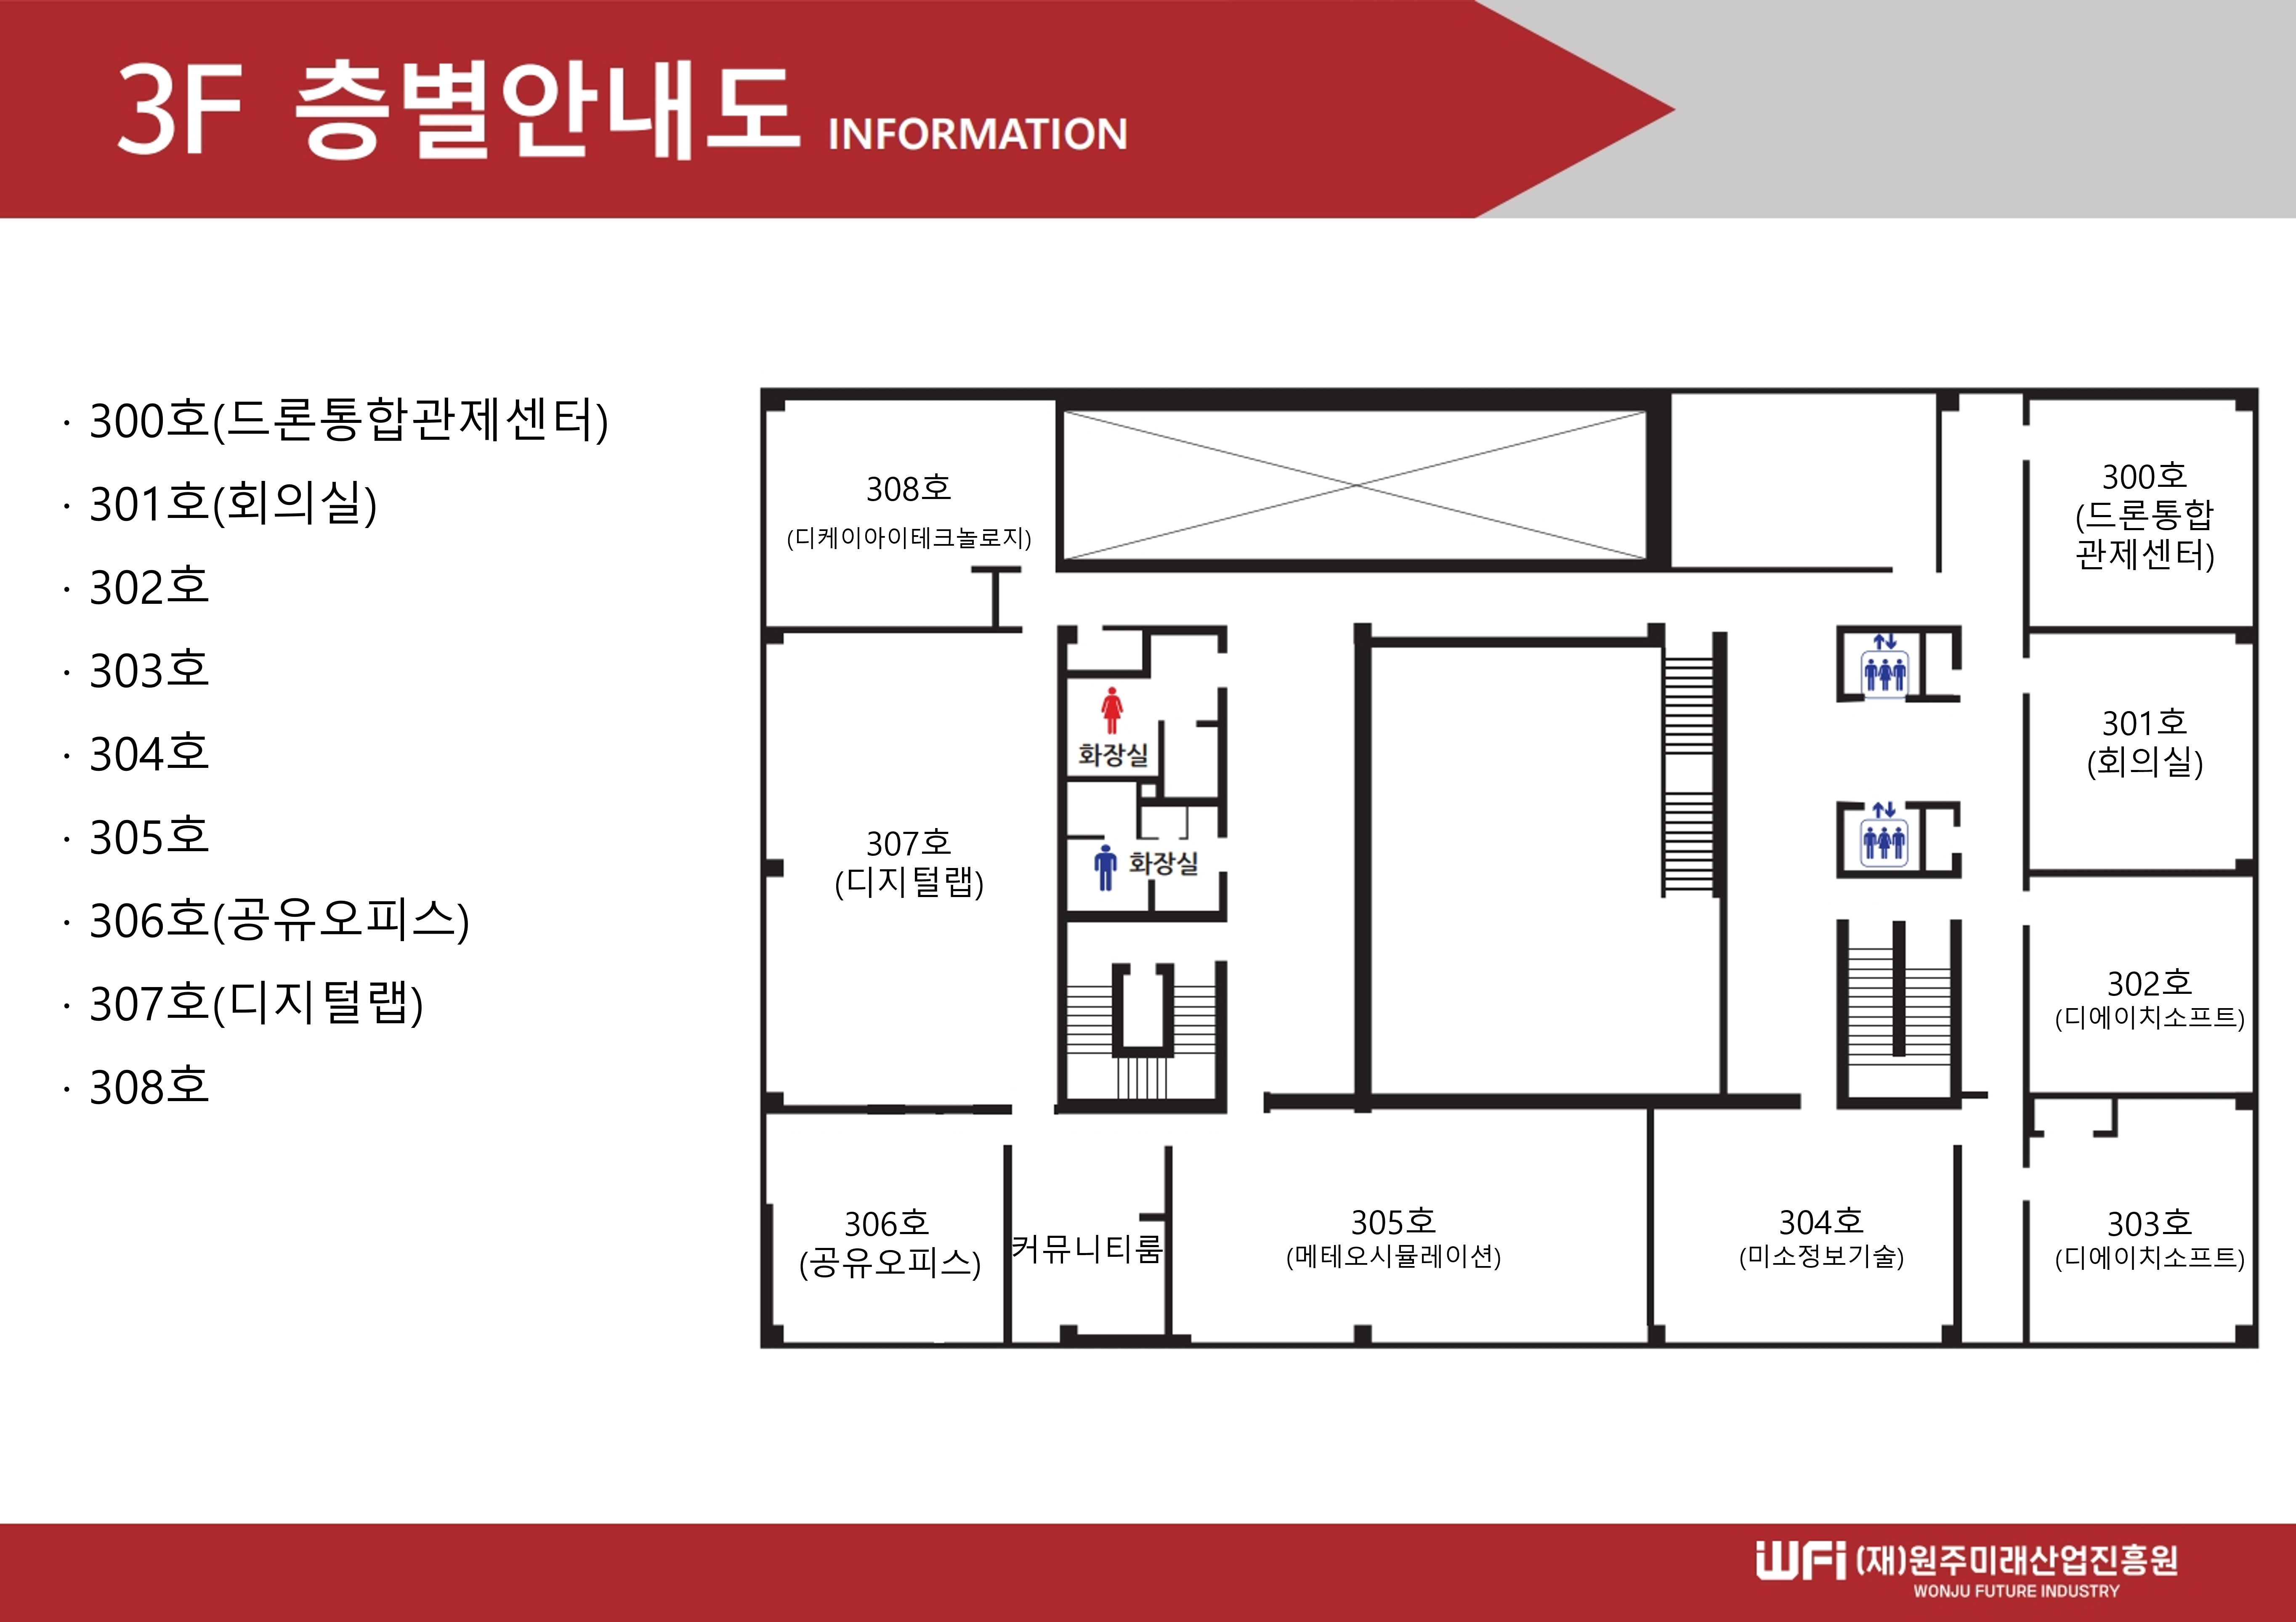 3F 층별안내도 INFORMATION
· 300호(드론통합관제센터)
· 301호(회의실)
· 302호
· 303호
· 304호
· 305호
· 306호(공유오피스)
· 307호(디지털랩)
· 308호
308호
(디케이아이테크놀로지)
300호
(드론통합
관제센터)
화장실
301호
(회의실)
307호
(디지털랩)
화장실
302호
(디에이치소프트)
306호
(공유오피스)
커뮤니티룸
305호
(메테오시뮬레이션)
304호
(미소정보기술)
303호
(디에이치소프트)
WFi (재)원주미래산업진흥원
WONJU FUTURE INDUSTRY